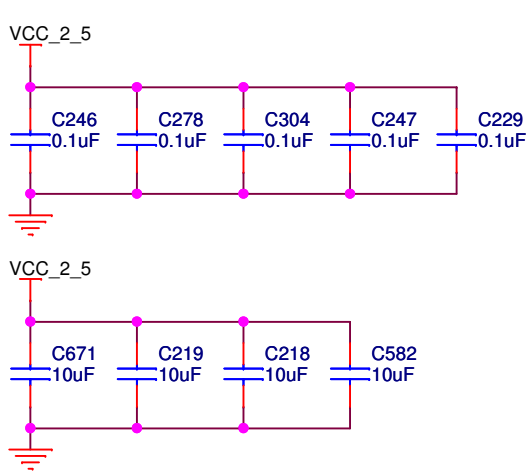 VCC_2_5
C246 C278 C304 C247 C229
0.1uF 0.1uF 0.1uF 0.1uF 0.1uF
VCC_2_5
C671 C219 C218 C582
10uF 10uF 10uF 10uF